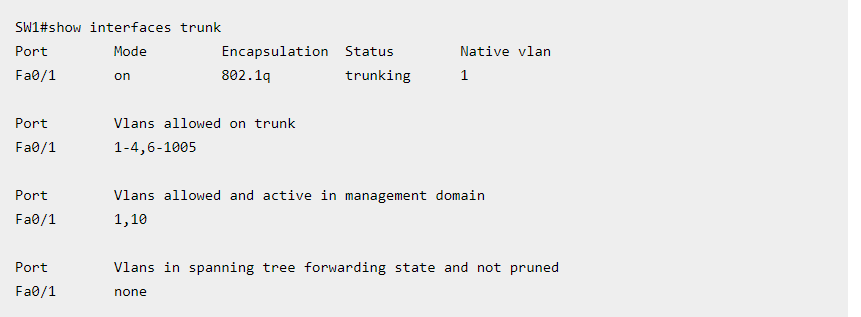 SW1#show interfaces trunk
Port        Mode         Encapsulation  Status        Native vlan
Fa0/1       on           802.1q         trunking      1
Port        Vlans allowed on trunk
Fa0/1       1-4,6-1005
Port        Vlans allowed and active in management domain
Fa0/1       1,10
Port        Vlans in spanning tree forwarding state and not pruned
Fa0/1       none